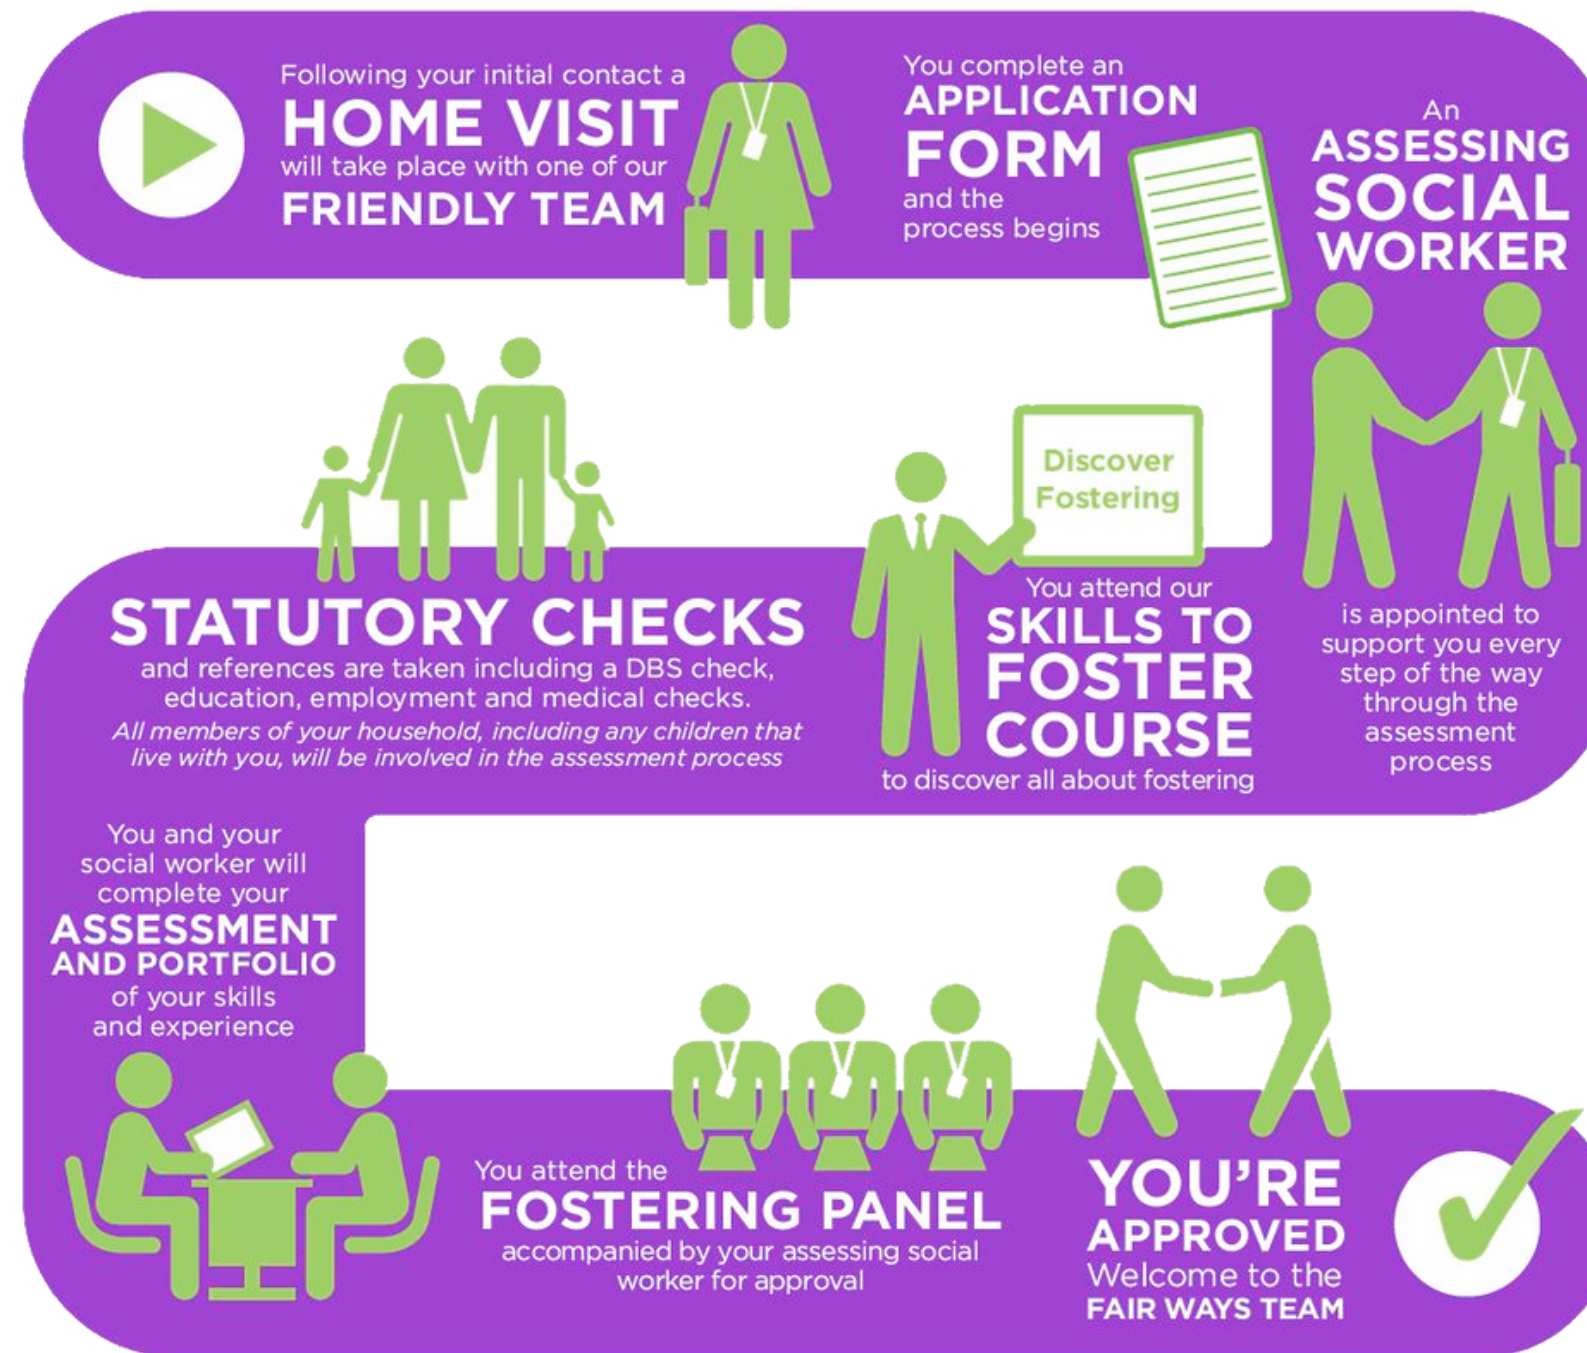 Following your initial contact a
HOME VISIT
will take place with one of our
FRIENDLY TEAM
You complete an
APPLICATION
FORM
and the
process begins
An
ASSESSING
SOCIAL
WORKER
is appointed to
support you every
step of the way
through the
assessment
process
Discover
Fostering
You attend our
SKILLS TO
FOSTER
COURSE
to discover all about fostering
STATUTORY CHECKS
and references are taken including a DBS check,
education, employment and medical checks.
All members of your household, including any children that
live with you, will be involved in the assessment process
You and your
social worker will
complete your
ASSESSMENT
AND PORTFOLIO
of your skills
and experience
You attend the
FOSTERING PANEL
accompanied by your assessing social
worker for approval
YOU'RE
APPROVED
Welcome to the
FAIR WAYS TEAM